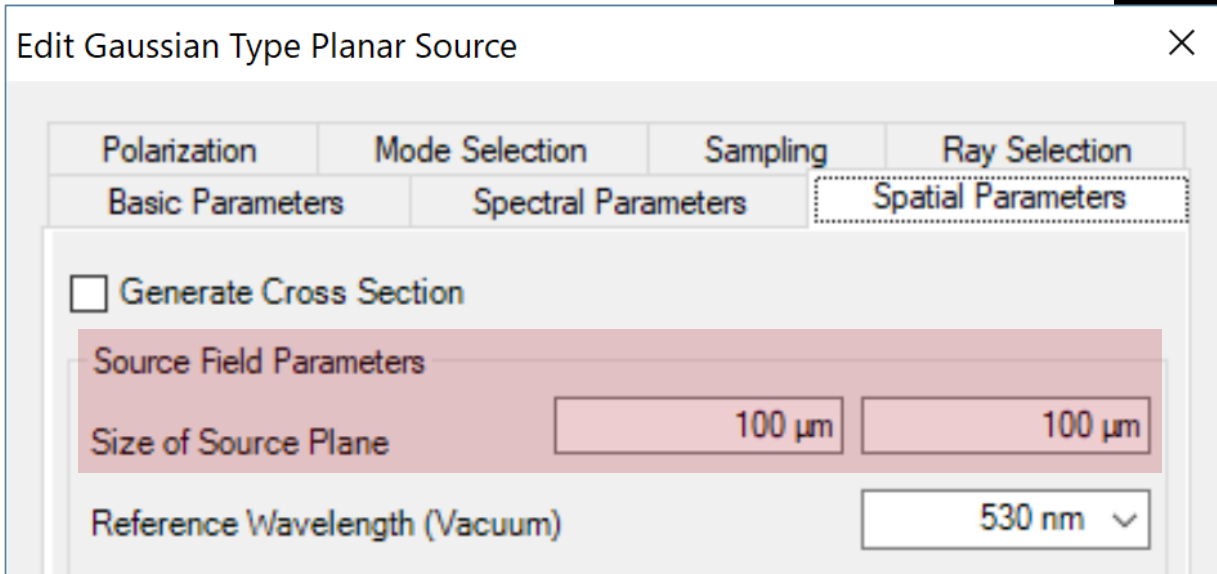 Edit Gaussian Type Planar Source
Polarization Mode Selection Sampling Ray Selection
Basic Parameters Spectral Parameters Spatial Parameters
Generate Cross Section
Source Field Parameters
Size of Source Plane 100 µm 100 µm
Reference Wavelength (Vacuum) 530 nm